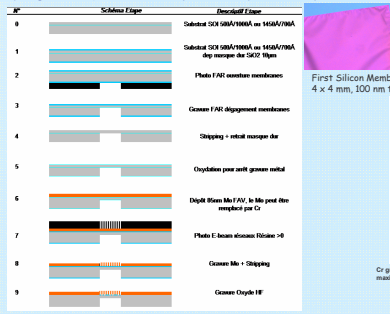 N° Schéma Etape Descriptif Etape
0 Substrat SOI 500Å/1000Å ou 1450Å/700Å
1 Substrat SOI 500Å/1000Å ou 1450Å/700Å
dep masque dur SiO2 10µm
2 Photo FAR ouverture membranes
3 Gravure FAR dégagement membranes
4 Stripping + retrait masque dur
5 Oxydation pour arrêt gravure métal
6 Dépôt 85nm Mo FAV, le Mo peut être
remplacé par Cr
7 Photo E-beam réseaux Résine >0
8 Gravure Mo + Stripping
9 Gravure Oxyde HF
First Silicon Memb
4 x 4 mm, 100 nm t
Cr g
maxi